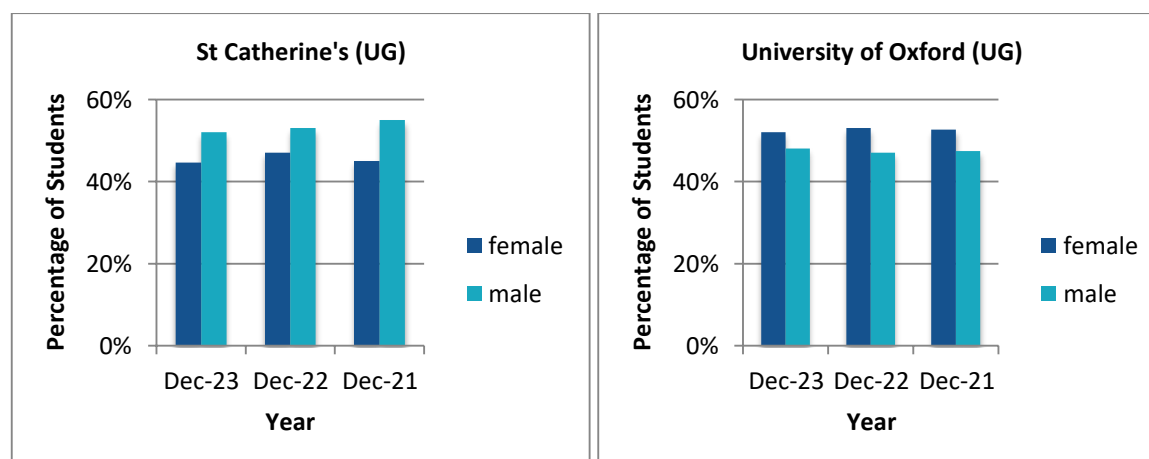 St Catherine's (UG)
Percentage of Students
60%
40%
20%
0%
Dec-23 Dec-22 Dec-21
Year
female
male
University of Oxford (UG)
Percentage of Students
60%
40%
20%
0%
Dec-23 Dec-22 Dec-21
Year
female
male